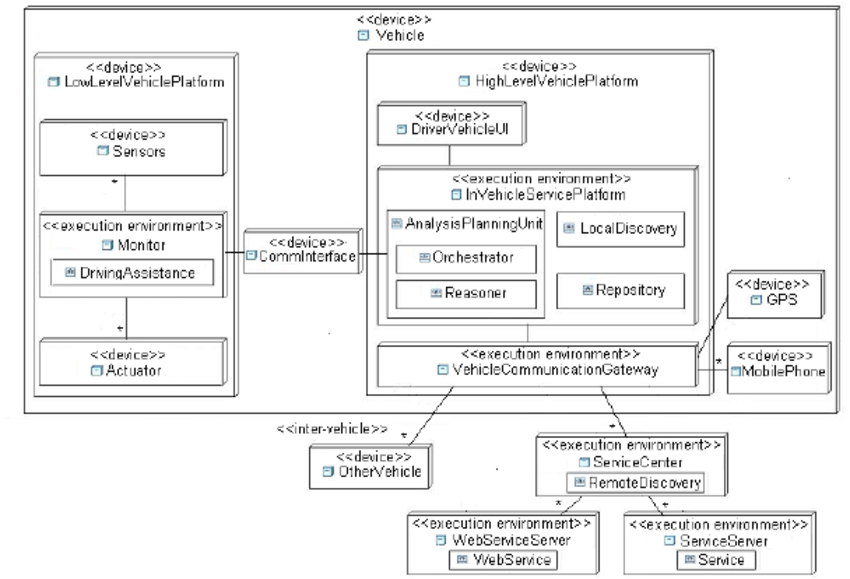 <<device>>
Vehicle
<<device>>
LowLevelVehiclePlatform
<<device>>
Sensors
*
<<execution environment>>
Monitor
DrivingAssistance
*
<<device>>
Actuator
<<device>>
CommInterface
<<device>>
HighLevelVehiclePlatform
<<device>>
DriverVehicleUI
<<execution environment>>
InVehicleServicePlatform
AnalysisPlanningUnit
Orchestrator
Reasoner
LocalDiscovery
Repository
<<execution environment>>
VehicleCommunicationGateway
<<device>>
GPS
*
<<device>>
MobilePhone
<<inter-vehicle>>
*
<<device>>
OtherVehicle
*
<<execution environment>>
ServiceCenter
RemoteDiscovery
*
*
<<execution environment>>
WebServiceServer
WebService
<<execution environment>>
ServiceServer
Service